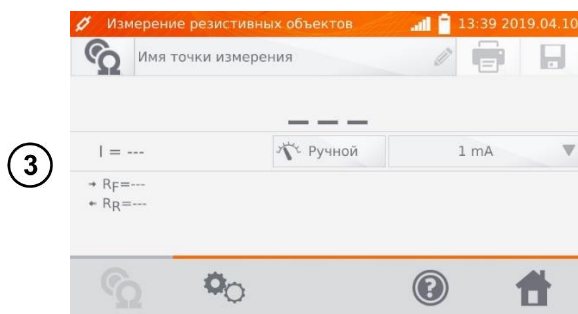 Измерение резистивных объектов 13:39 2019.04.10
Имя точки измерения
---
I = --- Ручной 1 mA
3
→ RF=---
← RR=---
?